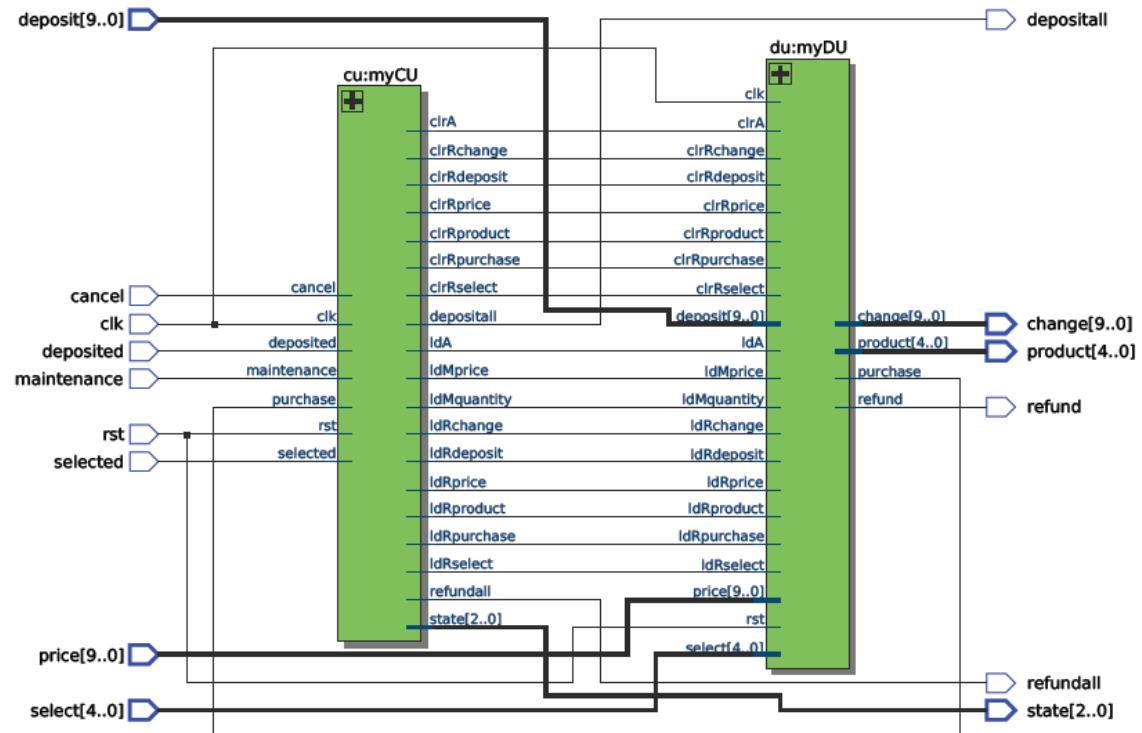 deposit[9..0]
depositall
du:myDU
cu:myCU
clk
clrA
clrA
clrRchange
clrRchange
clrRdeposit
clrRdeposit
clrRprice
clrRprice
clrRproduct
clrRproduct
clrRpurchase
clrRpurchase
cancel
cancel
clrRselect
clrRselect
clk
clk
depositall
deposit[9..0]
change[9..0]
change[9..0]
deposited
deposited
ldA
ldA
product[4..0]
product[4..0]
maintenance
maintenance
ldMprice
ldMprice
purchase
purchase
ldMquantity
ldMquantity
refund
refund
rst
rst
ldRchange
ldRchange
selected
selected
ldRdeposit
ldRdeposit
ldRprice
ldRprice
ldRproduct
ldRproduct
ldRpurchase
ldRpurchase
ldRselect
ldRselect
refundall
price[9..0]
state[2..0]
rst
price[9..0]
select[4..0]
refundall
select[4..0]
state[2..0]